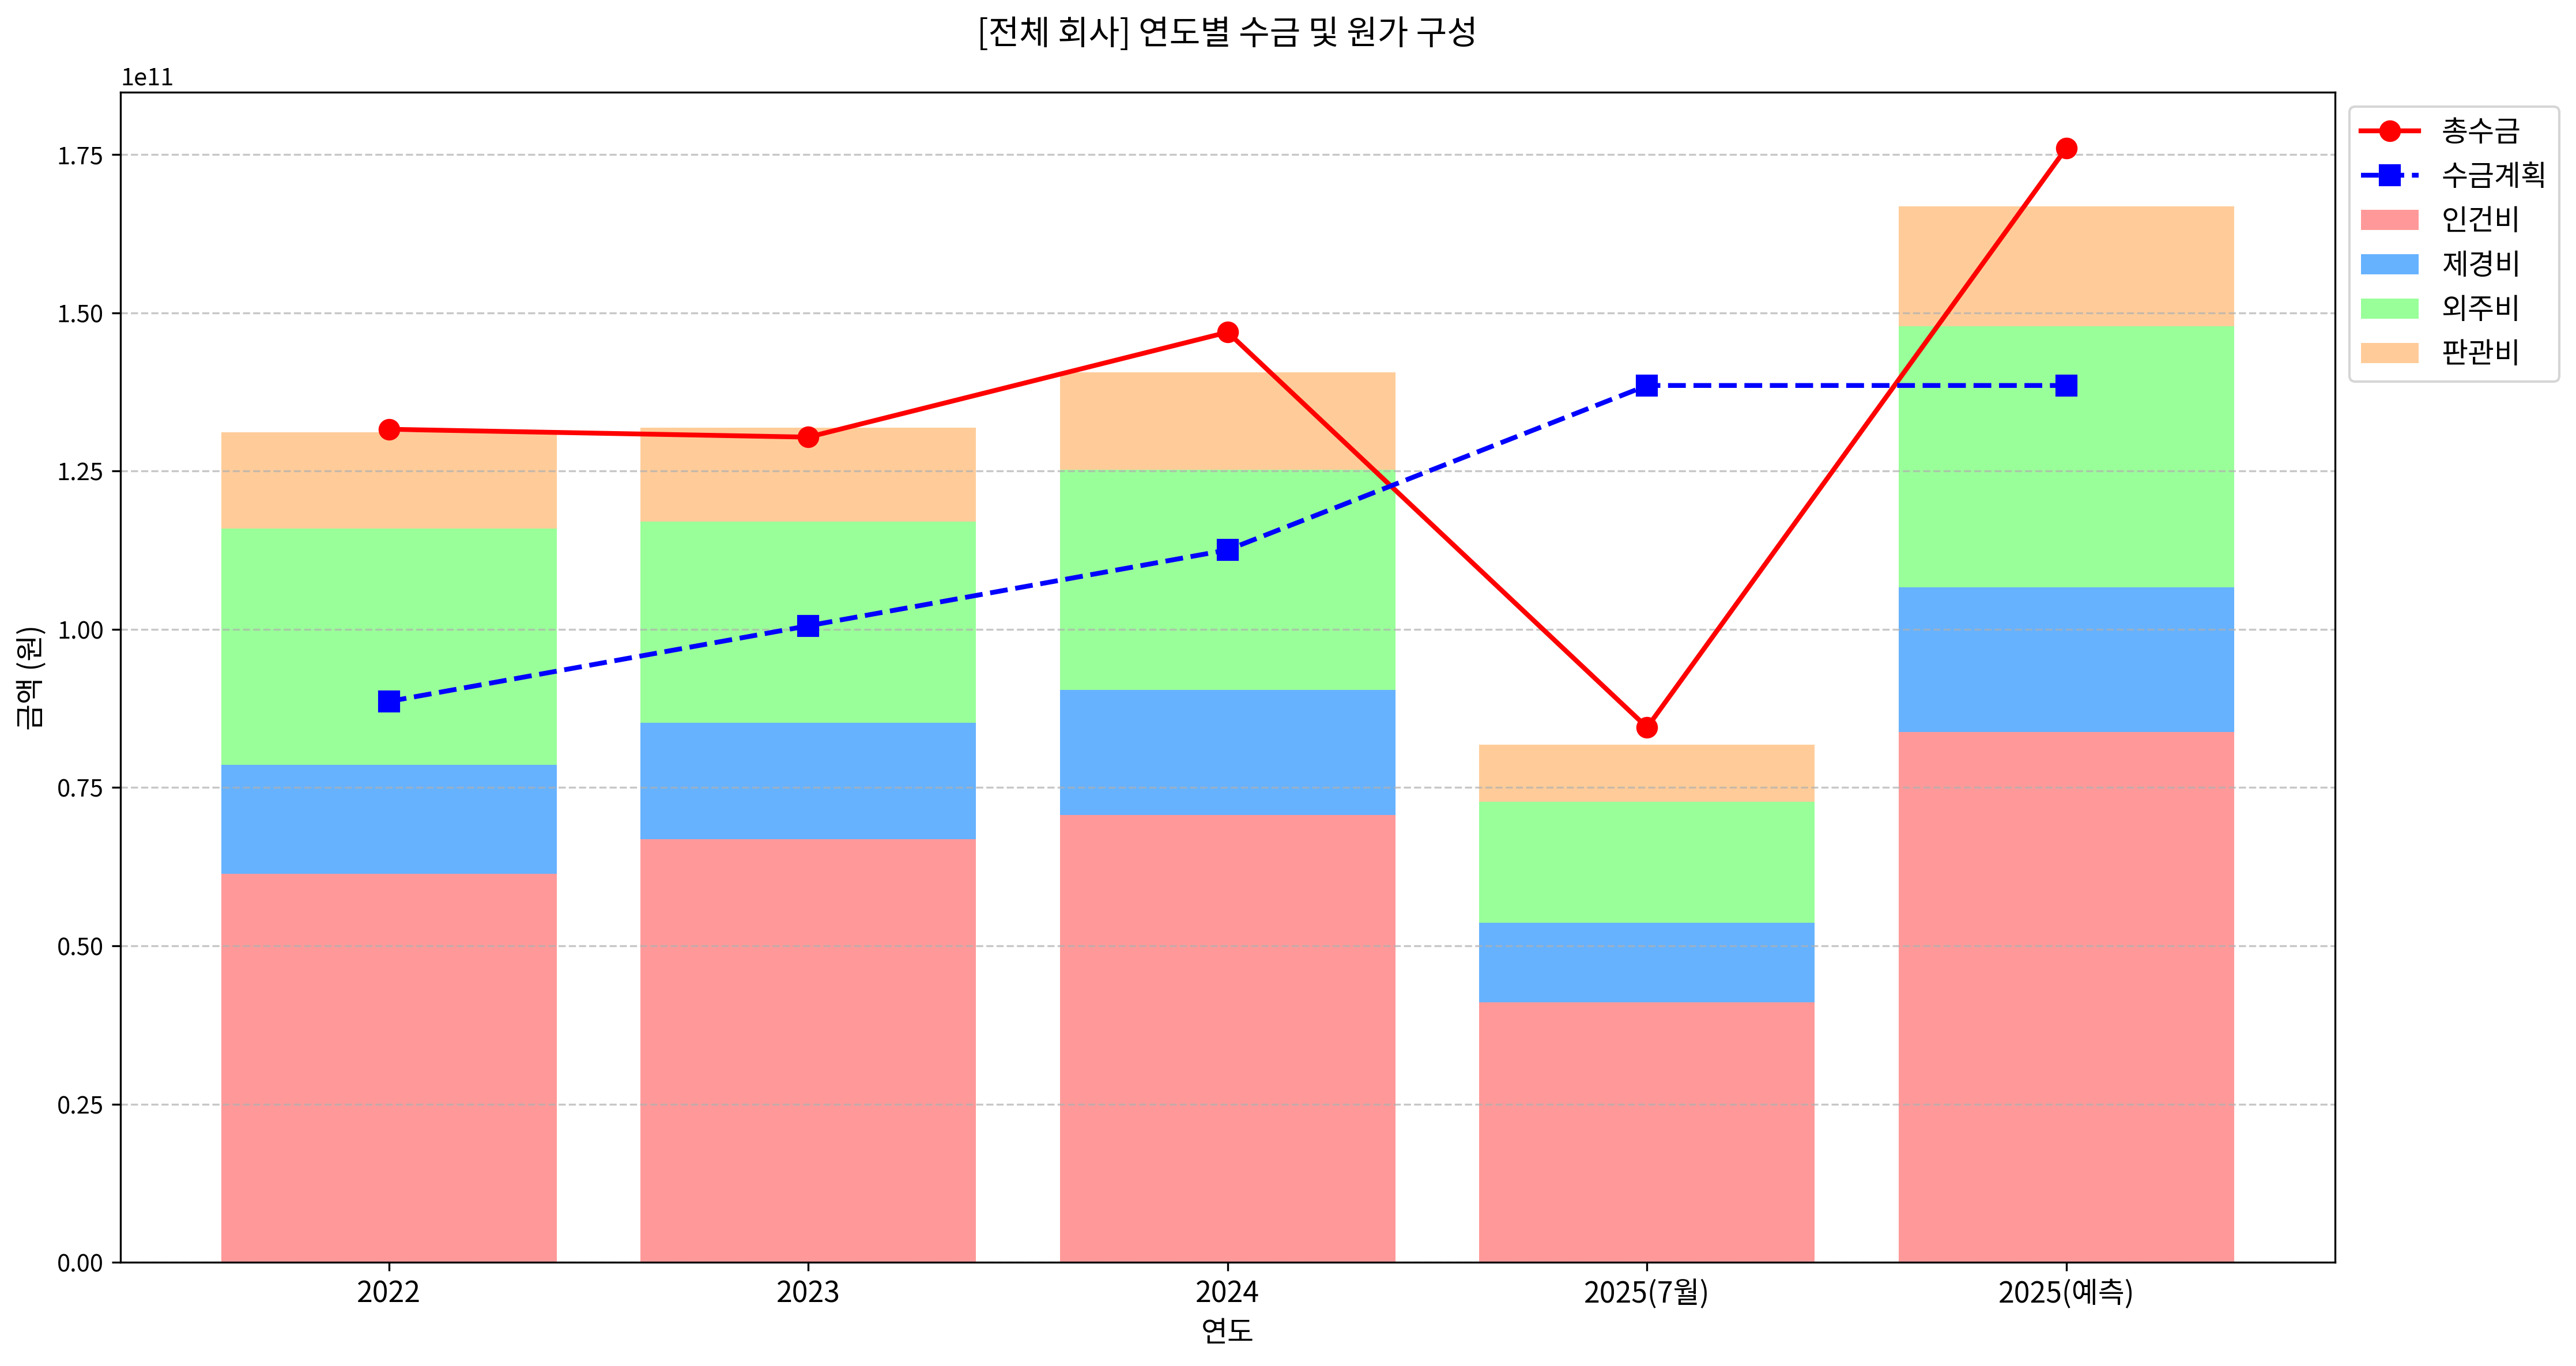 [전체 회사] 연도별 수금 및 원가 구성
1e11
1.75
1.50
1.25
1.00
0.75
0.50
0.25
0.00
금액 (원)
2022
2023
2024
2025(7월)
2025(예측)
연도
총수금
수금계획
인건비
제경비
외주비
판관비